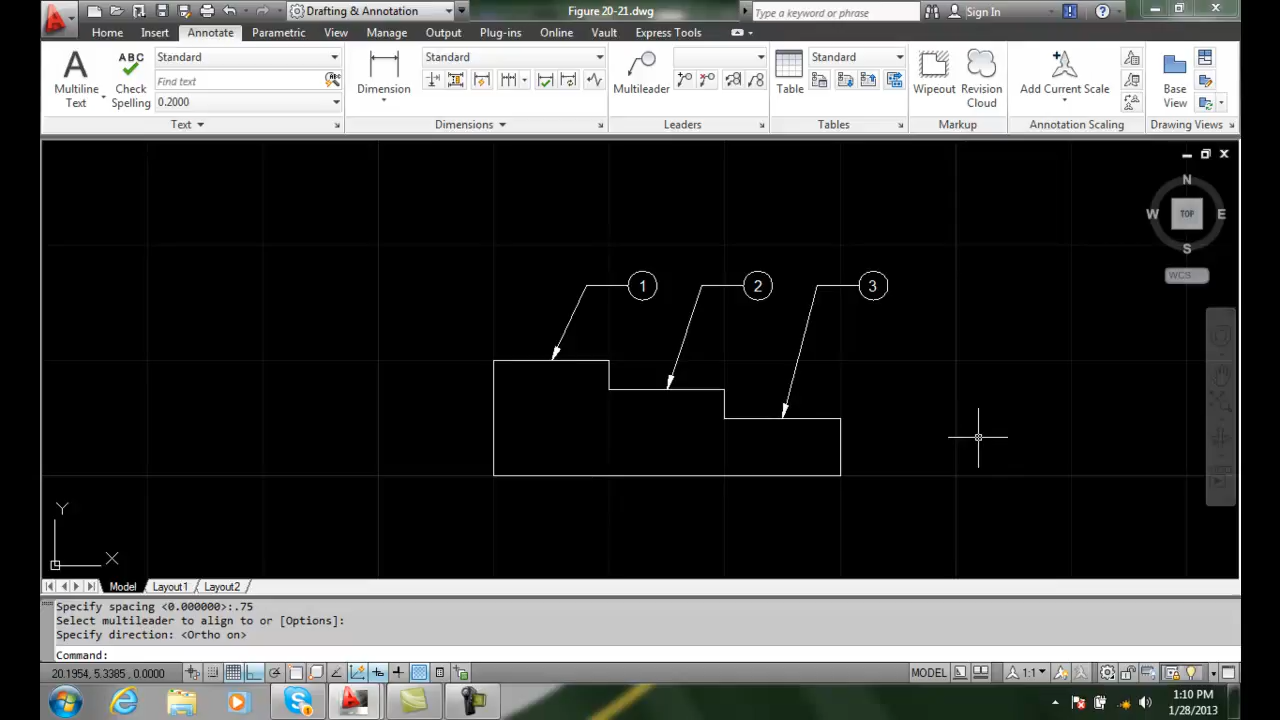 Drafting & Annotation
Figure 20-21.dwg
Type a keyword or phrase
Sign In
Home Insert Annotate Parametric View Manage Output Plug-ins Online Vault Express Tools
Multiline Text
ABC
Check Spelling
Standard
Find text
0.2000
Text
Dimension
Standard
Dimensions
Multileader
Leaders
Table
Standard
Tables
Wipeout
Revision Cloud
Markup
Add Current Scale
Annotation Scaling
Base View
Drawing Views
N
W TOP E
S
WCS
1 2 3
Y
X
Model Layout1 Layout2
Specify spacing <0.000000>:.75
Select multileader to align to or [Options]:
Specify direction: <Ortho on>
Command:
20.1954, 5.3385, 0.0000
MODEL
1:1
1:10 PM
1/28/2013